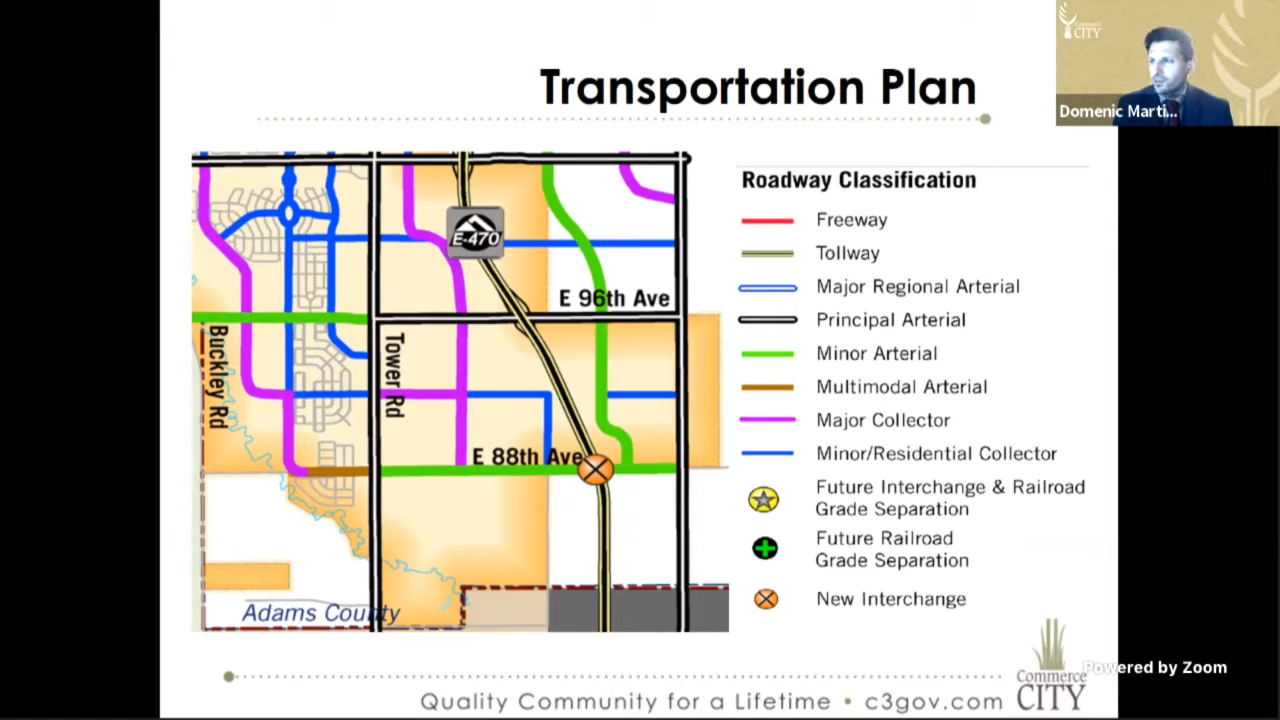 Transportation Plan
Commerce
CITY
Domenic Marti...
E-470
E 96th Ave
Buckley Rd
Tower Rd
E 88th Ave
Adams County
Roadway Classification
Freeway
Tollway
Major Regional Arterial
Principal Arterial
Minor Arterial
Multimodal Arterial
Major Collector
Minor/Residential Collector
Future Interchange & Railroad
Grade Separation
Future Railroad
Grade Separation
New Interchange
Quality Community for a Lifetime • c3gov.com
Commerce
CITY
Powered by Zoom